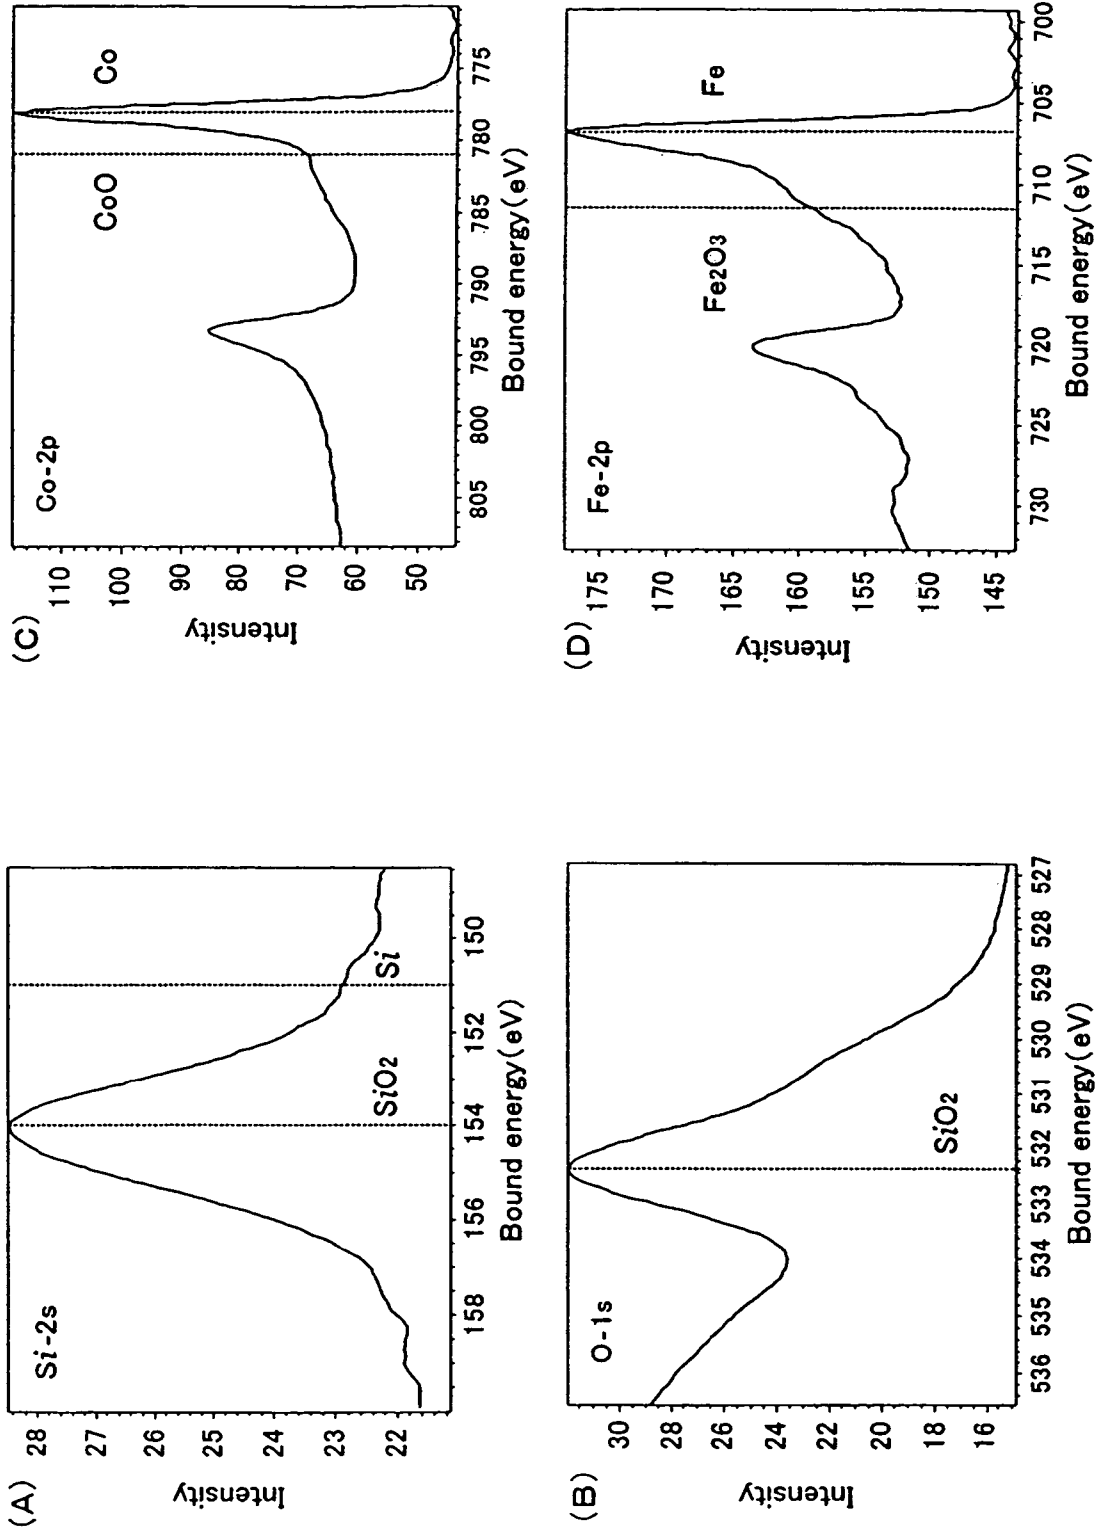 (A)
Si-2s
Intensity
28
27
26
25
24
23
22
SiO2
Si
158
156
154
152
150
Bound energy(eV)
(B)
O-1s
Intensity
30
28
26
24
22
20
18
16
SiO2
536
535
534
533
532
531
530
529
528
527
Bound energy(eV)
(C)
Co-2p
Intensity
110
100
90
80
70
60
50
CoO
Co
805
800
795
790
785
780
775
Bound energy(eV)
(D)
Fe-2p
Intensity
175
170
165
160
155
150
145
Fe2O3
Fe
730
725
720
715
710
705
700
Bound energy(eV)